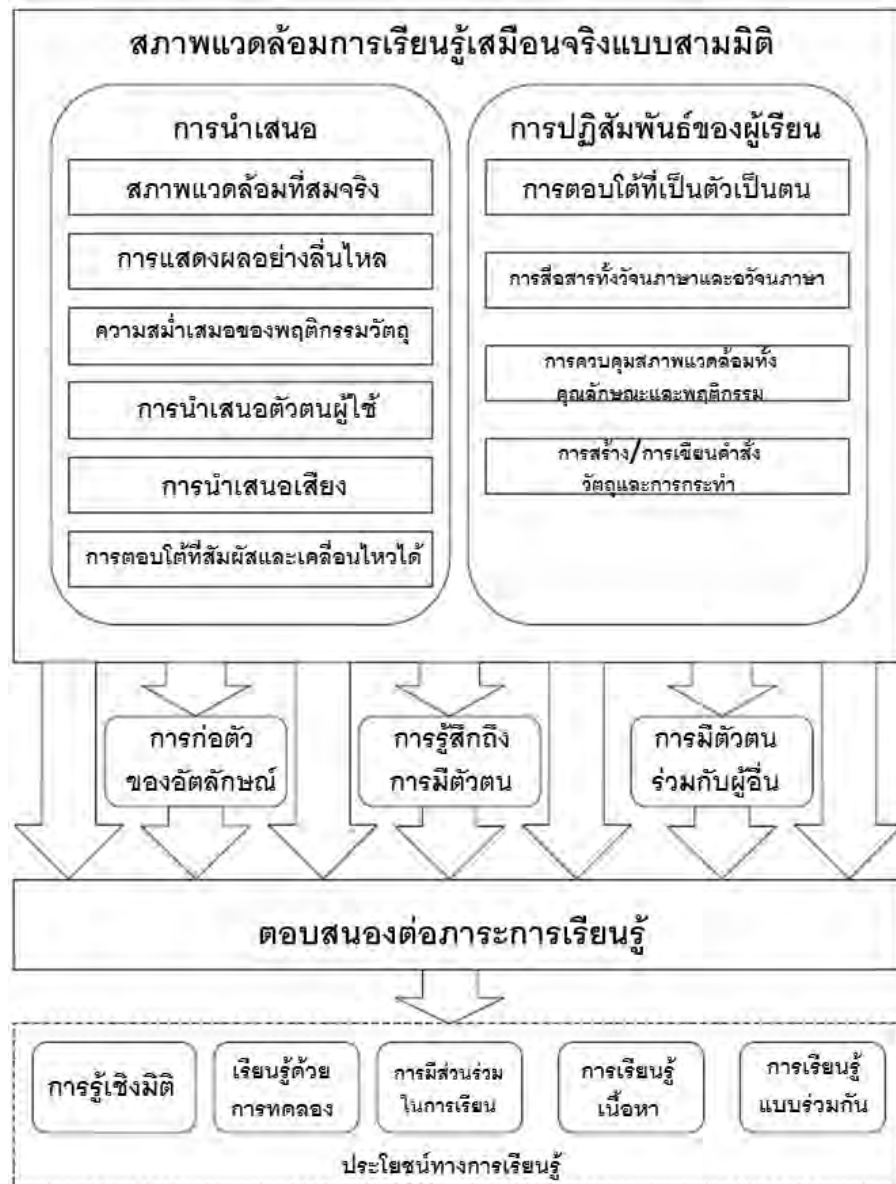 สภาพแวดล้อมการเรียนรู้เสมือนจริงแบบสามมิติ
การนำเสนอ
สภาพแวดล้อมที่สมจริง
การแสดงผลอย่างลื่นไหล
ความสม่ำเสมอของพฤติกรรมวัตถุ
การนำเสนอตัวตนผู้ใช้
การนำเสนอเสียง
การตอบโต้ที่สัมผัสและเคลื่อนไหวได้
การปฏิสัมพันธ์ของผู้เรียน
การตอบโต้ที่เป็นตัวเป็นตน
การสื่อสารทั้งวัจนภาษาและอวัจนภาษา
การควบคุมสภาพแวดล้อมทั้ง
คุณลักษณะและพฤติกรรม
การสร้าง/การเขียนคำสั่ง
วัตถุและการกระทำ
การก่อตัว
ของอัตลักษณ์
การรู้สึกถึง
การมีตัวตน
การมีตัวตน
ร่วมกับผู้อื่น
ตอบสนองต่อภาระการเรียนรู้
การรู้เชิงมิติ
เรียนรู้ด้วย
การทดลอง
การมีส่วนร่วม
ในการเรียน
การเรียนรู้
เนื้อหา
การเรียนรู้
แบบร่วมกัน
ประโยชน์ทางการเรียนรู้